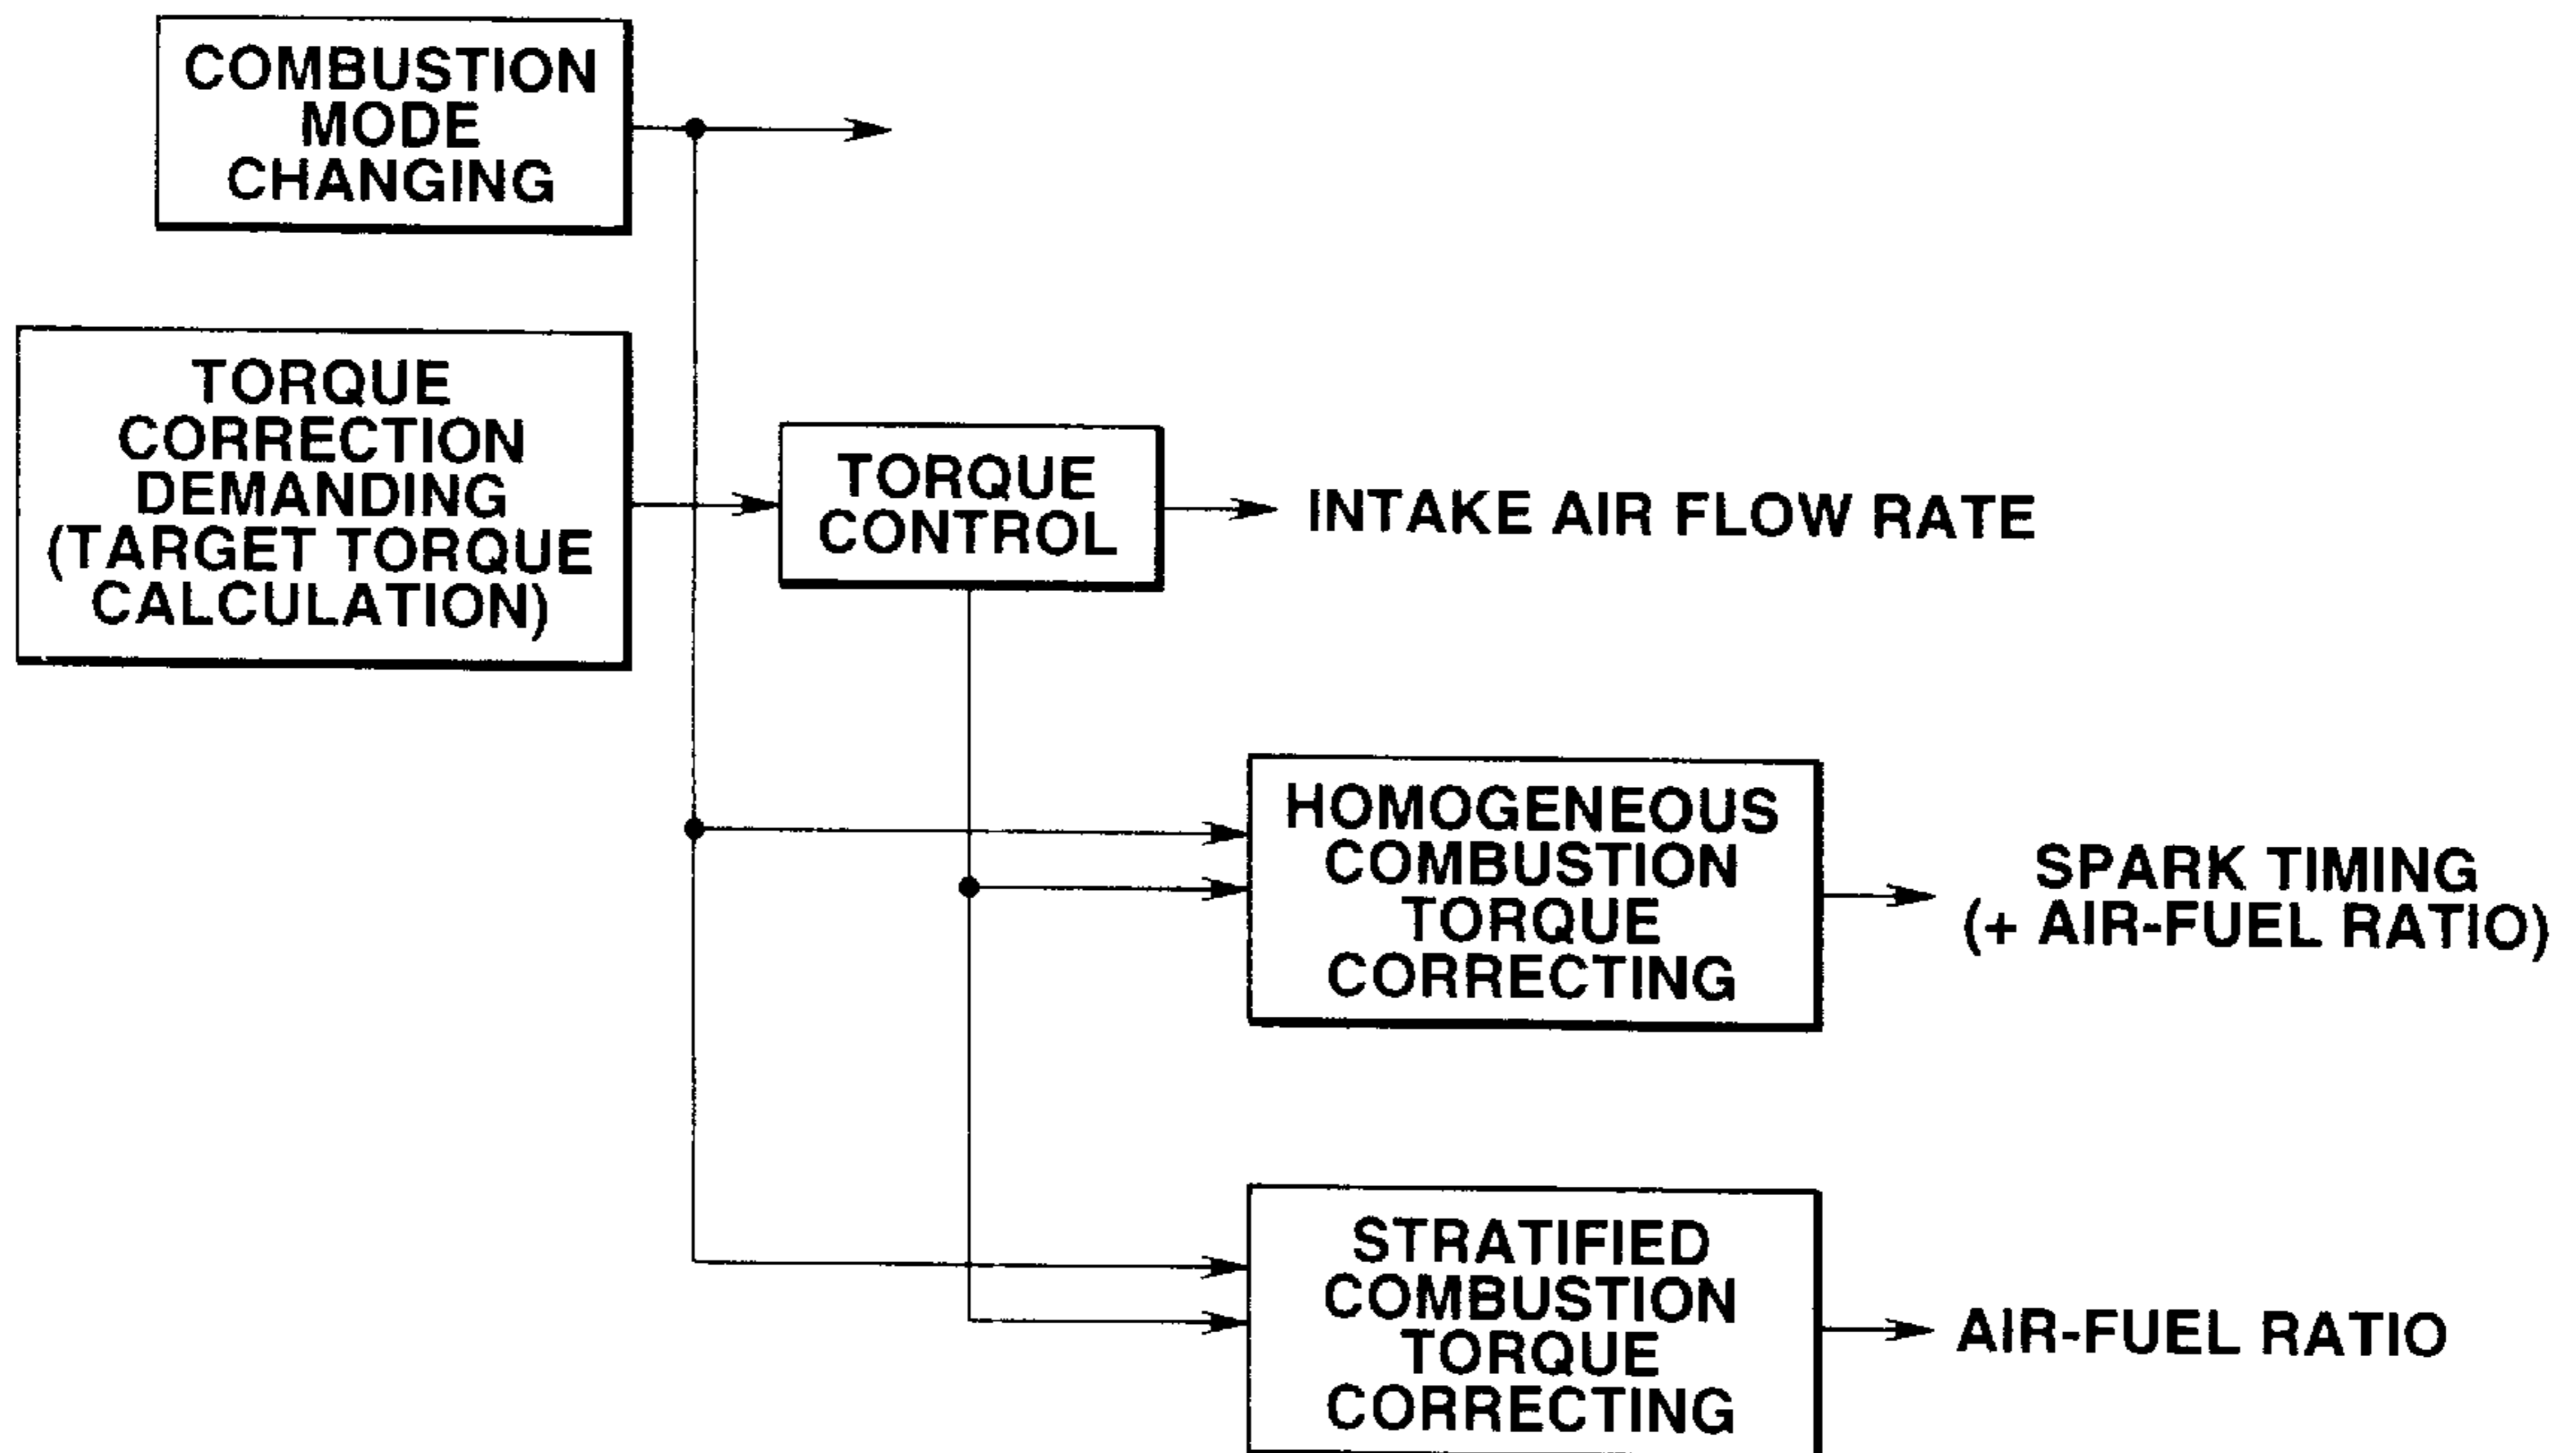 COMBUSTION
MODE
CHANGING
TORQUE
CORRECTION
DEMANDING
(TARGET TORQUE
CALCULATION)
TORQUE
CONTROL
INTAKE AIR FLOW RATE
HOMOGENEOUS
COMBUSTION
TORQUE
CORRECTING
SPARK TIMING
(+ AIR-FUEL RATIO)
STRATIFIED
COMBUSTION
TORQUE
CORRECTING
AIR-FUEL RATIO